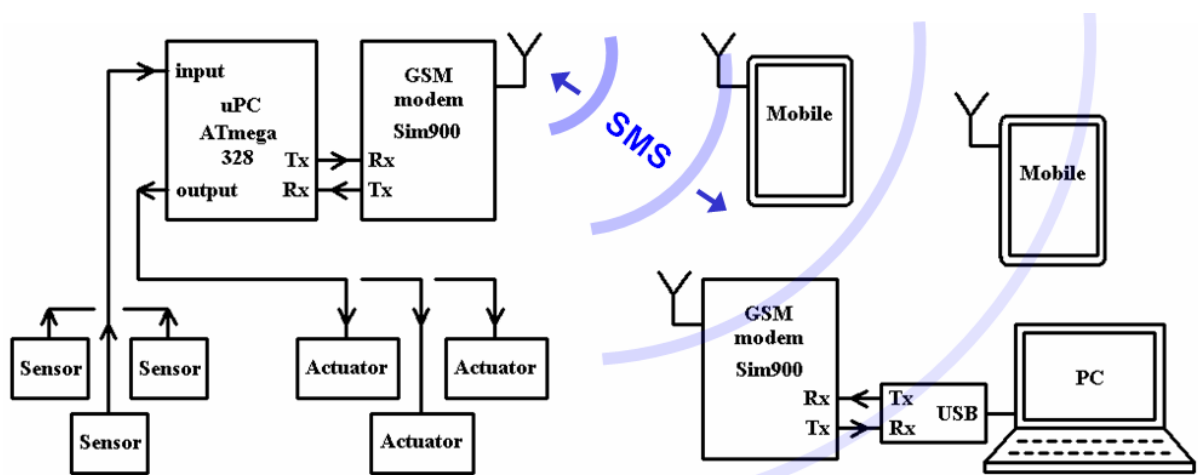 input
uPC
ATmega
328
Tx
Rx
output
GSM
modem
Sim900
Rx
Tx
SMS
Mobile
Mobile
Sensor
Sensor
Sensor
Actuator
Actuator
Actuator
GSM
modem
Sim900
Rx
Tx
Tx
Rx
USB
PC